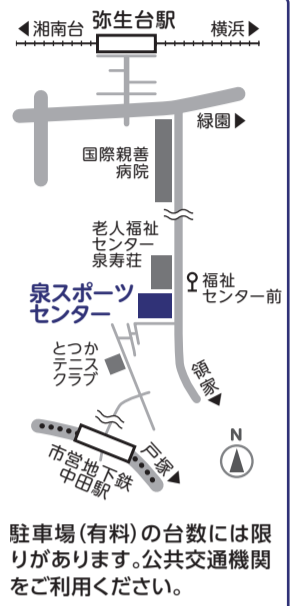 弥生台駅
◀湘南台
横浜▶
緑園▶
国際親善
病院
老人福祉
センター
泉寿荘
福祉
センター前
泉スポーツ
センター
とつか
テニス
クラブ
領家▶
市営地下鉄
中田駅
戸塚▶
N
駐車場(有料)の台数には限
りがあります。公共交通機関
をご利用ください。